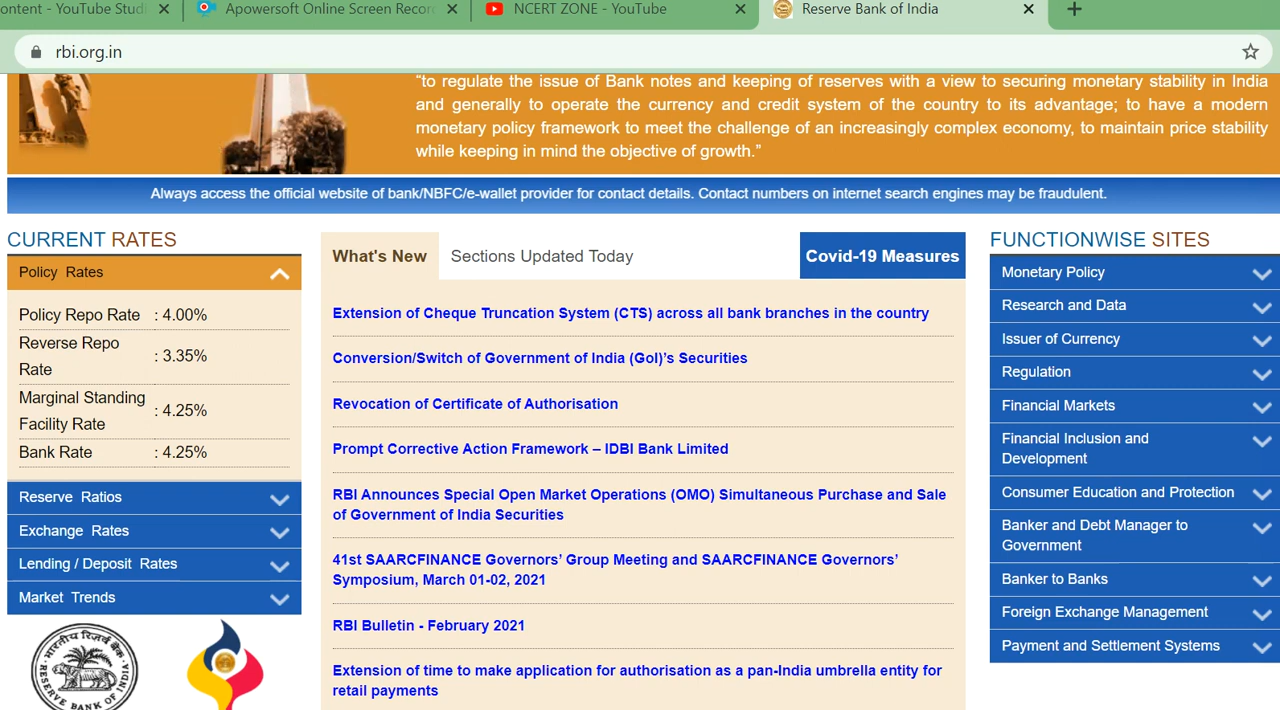 ontent - YouTube Studi
Apowersoft Online Screen Recor
NCERT ZONE - YouTube
Reserve Bank of India
rbi.org.in
“to regulate the issue of Bank notes and keeping of reserves with a view to securing monetary stability in India
and generally to operate the currency and credit system of the country to its advantage; to have a modern
monetary policy framework to meet the challenge of an increasingly complex economy, to maintain price stability
while keeping in mind the objective of growth.”
Always access the official website of bank/NBFC/e-wallet provider for contact details. Contact numbers on internet search engines may be fraudulent.
CURRENT RATES
Policy Rates
Policy Repo Rate : 4.00%
Reverse Repo
Rate : 3.35%
Marginal Standing
Facility Rate : 4.25%
Bank Rate : 4.25%
Reserve Ratios
Exchange Rates
Lending / Deposit Rates
Market Trends
भारतीय रिज़र्व बैंक
RESERVE BANK OF INDIA
What's New
Sections Updated Today
Covid-19 Measures
Extension of Cheque Truncation System (CTS) across all bank branches in the country
Conversion/Switch of Government of India (GoI)’s Securities
Revocation of Certificate of Authorisation
Prompt Corrective Action Framework – IDBI Bank Limited
RBI Announces Special Open Market Operations (OMO) Simultaneous Purchase and Sale
of Government of India Securities
41st SAARCFINANCE Governors’ Group Meeting and SAARCFINANCE Governors’
Symposium, March 01-02, 2021
RBI Bulletin - February 2021
Extension of time to make application for authorisation as a pan-India umbrella entity for
retail payments
FUNCTIONWISE SITES
Monetary Policy
Research and Data
Issuer of Currency
Regulation
Financial Markets
Financial Inclusion and
Development
Consumer Education and Protection
Banker and Debt Manager to
Government
Banker to Banks
Foreign Exchange Management
Payment and Settlement Systems